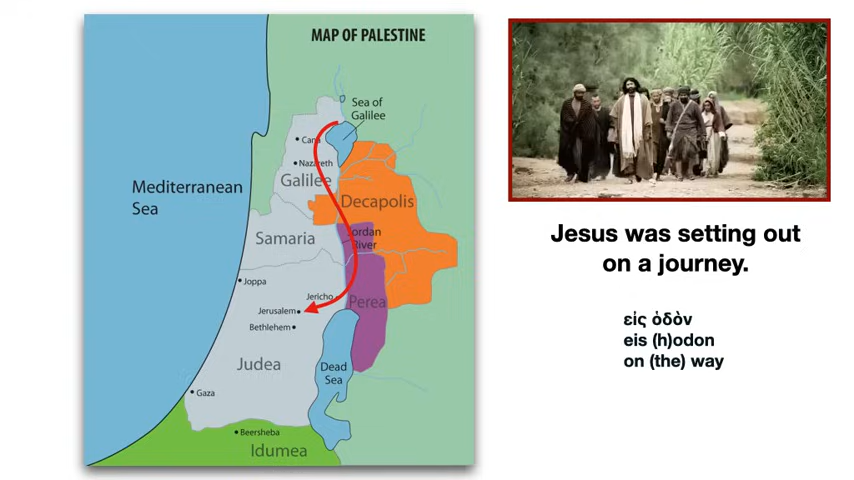 MAP OF PALESTINE
Sea of
Galilee
Cana
Nazareth
Galilee
Mediterranean
Sea
Decapolis
Jordan
River
Samaria
Joppa
Jericho
Perea
Jerusalem
Bethlehem
Judea
Dead
Sea
Gaza
Beersheba
Idumea
Jesus was setting out
on a journey.
εἰς ὁδὸν
eis (h)odon
on (the) way